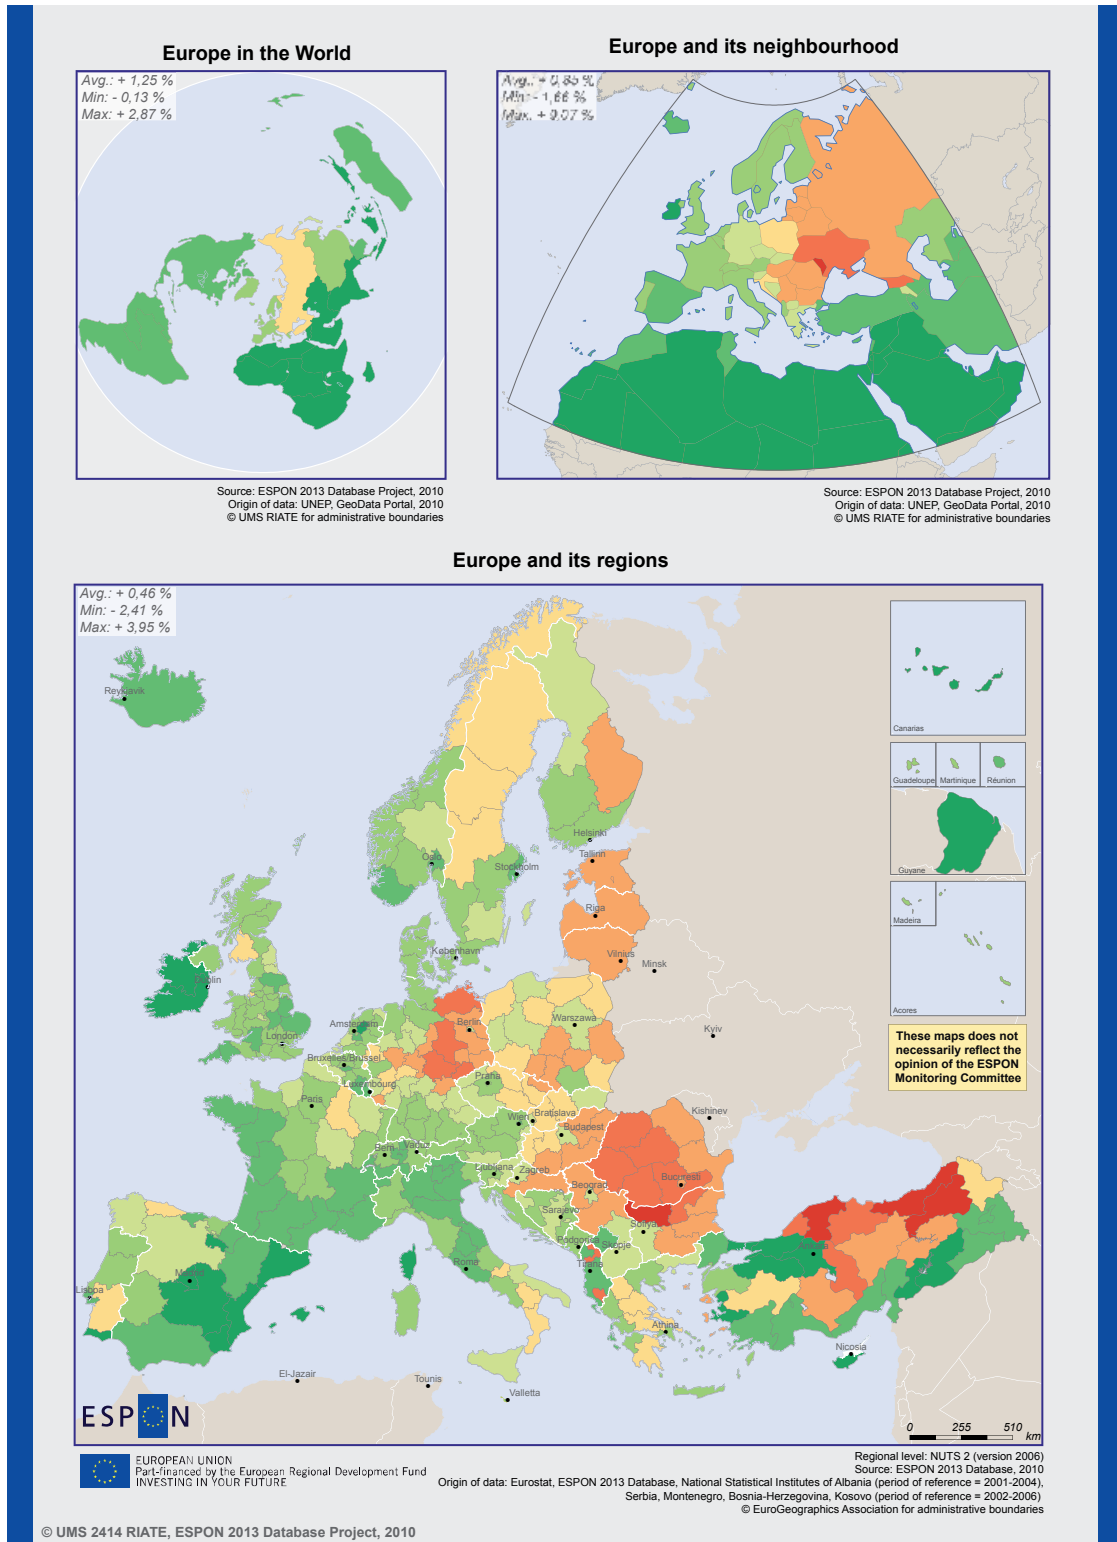 Europe in the World
Avg.: + 1,25 %
Min: - 0,13 %
Max: + 2,87 %
Source: ESPON 2013 Database Project, 2010
Origin of data: UNEP, GeoData Portal, 2010
© UMS RIATE for administrative boundaries
Europe and its neighbourhood
Avg.: + 0,85 %
Min: - 1,66 %
Max:
Source: ESPON 2013 Database Project, 2010
Origin of data: UNEP, GeoData Portal, 2010
© UMS RIATE for administrative boundaries
Europe and its regions
Avg.: + 0,46 %
Min: - 2,41 %
Max: + 3,95 %
Reykjavik
Canarias
Guadeloupe
Martinique
Réunion
Helsinki
Tallinn
Oslo
Stockholm
Guyane
Riga
Madeira
København
Vilnius
Minsk
Dublin
Acores
Amsterdam
Berlin
Warszawa
Kyiv
London
These maps does not
necessarily reflect the
opinion of the ESPON
Monitoring Committee
Bruxelles/Brussel
Luxembourg
Praha
Paris
Wien
Bratislava
Kishinev
Budapest
Bern
Vaduz
Ljubljana
Zagreb
Bucuresti
Beograd
Sarajevo
Sofiya
Podgorica
Skopje
Ankara
Roma
Tirana
Madrid
Lisboa
Athina
Nicosia
El-Jazair
Tounis
Valletta
ESPON
0 255 510
km
EUROPEAN UNION
Part-financed by the European Regional Development Fund
INVESTING IN YOUR FUTURE
Regional level: NUTS 2 (version 2006)
Source: ESPON 2013 Database, 2010
Origin of data: Eurostat, ESPON 2013 Database, National Statistical Institutes of Albania (period of reference = 2001-2004),
Serbia, Montenegro, Bosnia-Herzegovina, Kosovo (period of reference = 2002-2006)
© EuroGeographics Association for administrative boundaries
© UMS 2414 RIATE, ESPON 2013 Database Project, 2010